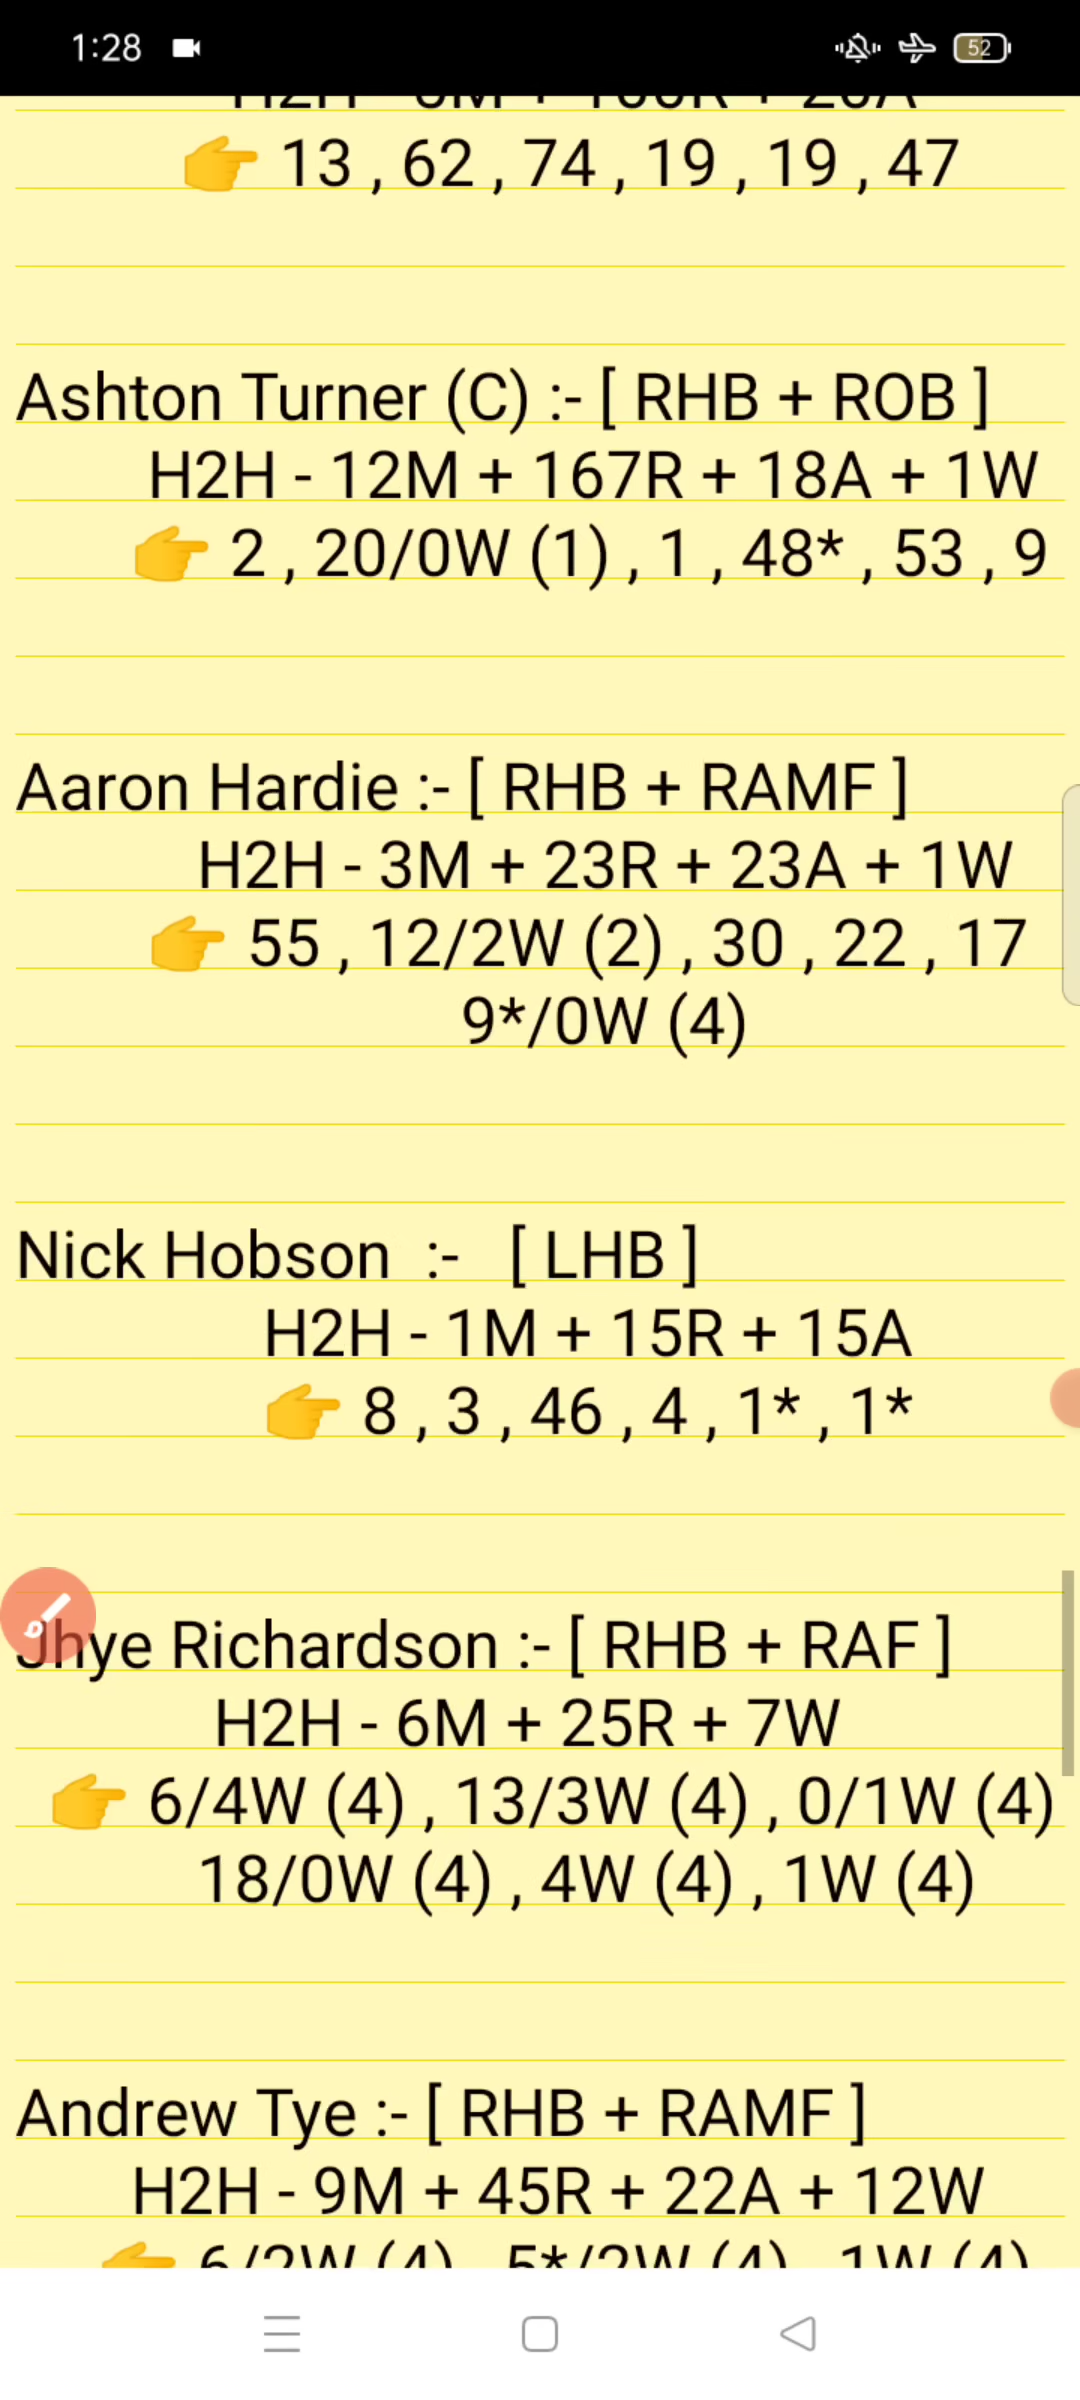 1:28
52
👉 13 , 62 , 74 , 19 , 19 , 47
Ashton Turner (C) :- [ RHB + ROB ]
H2H - 12M + 167R + 18A + 1W
👉 2 , 20/0W (1) , 1 , 48* , 53 , 9
Aaron Hardie :- [ RHB + RAMF ]
H2H - 3M + 23R + 23A + 1W
👉 55 , 12/2W (2) , 30 , 22 , 17
9*/0W (4)
Nick Hobson :- [ LHB ]
H2H - 1M + 15R + 15A
👉 8 , 3 , 46 , 4 , 1* , 1*
Jhye Richardson :- [ RHB + RAF ]
H2H - 6M + 25R + 7W
👉 6/4W (4) , 13/3W (4) , 0/1W (4)
18/0W (4) , 4W (4) , 1W (4)
Andrew Tye :- [ RHB + RAMF ]
H2H - 9M + 45R + 22A + 12W